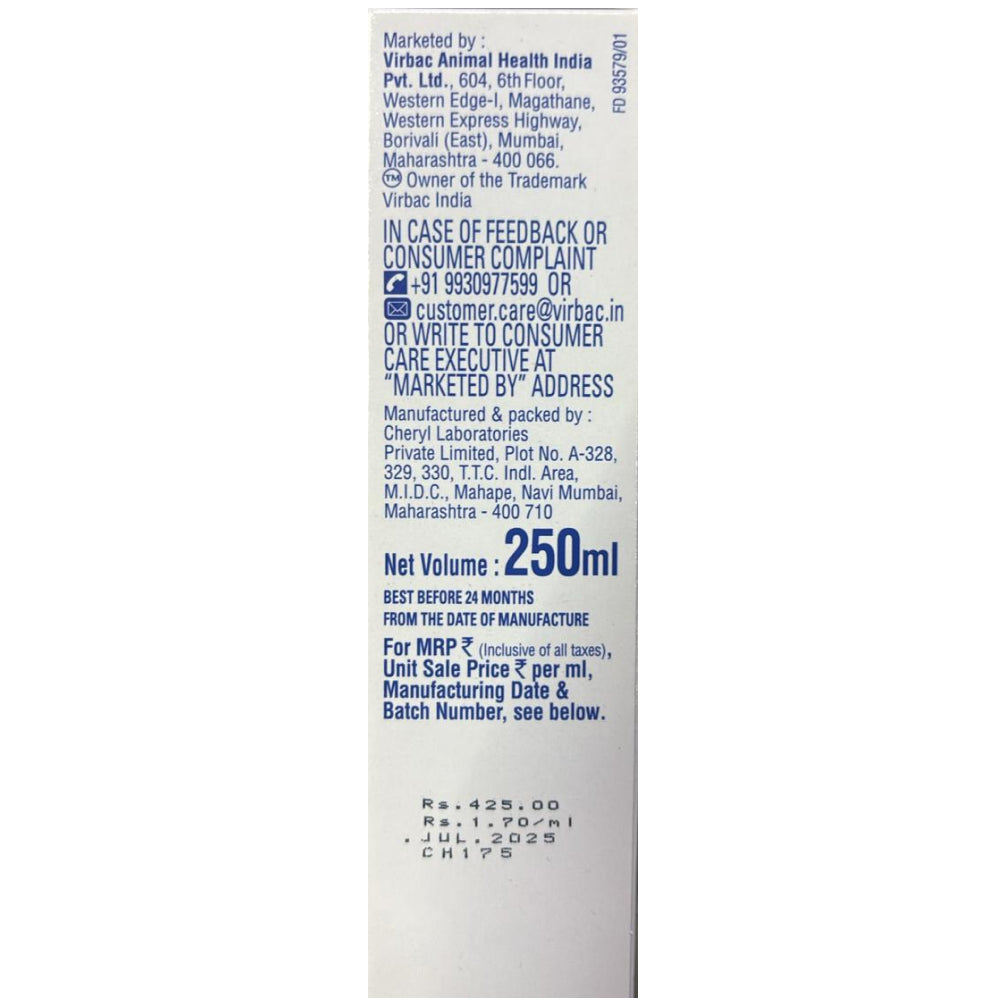 Marketed by :
Virbac Animal Health India
Pvt. Ltd., 604, 6th Floor,
Western Edge-I, Magathane,
Western Express Highway,
Borivali (East), Mumbai,
Maharashtra - 400 066.
TM Owner of the Trademark
Virbac India
FD 93579/01
IN CASE OF FEEDBACK OR
CONSUMER COMPLAINT
+91 9930977599 OR
customer.care@virbac.in
OR WRITE TO CONSUMER
CARE EXECUTIVE AT
“MARKETED BY” ADDRESS
Manufactured & packed by :
Cheryl Laboratories
Private Limited, Plot No. A-328,
329, 330, T.T.C. Indl. Area,
M.I.D.C., Mahape, Navi Mumbai,
Maharashtra - 400 710
Net Volume : 250ml
BEST BEFORE 24 MONTHS
FROM THE DATE OF MANUFACTURE
For MRP ₹ (Inclusive of all taxes),
Unit Sale Price ₹ per ml,
Manufacturing Date &
Batch Number, see below.
Rs.425.00
Rs.1.70/ml
.JUL.2025
CH175